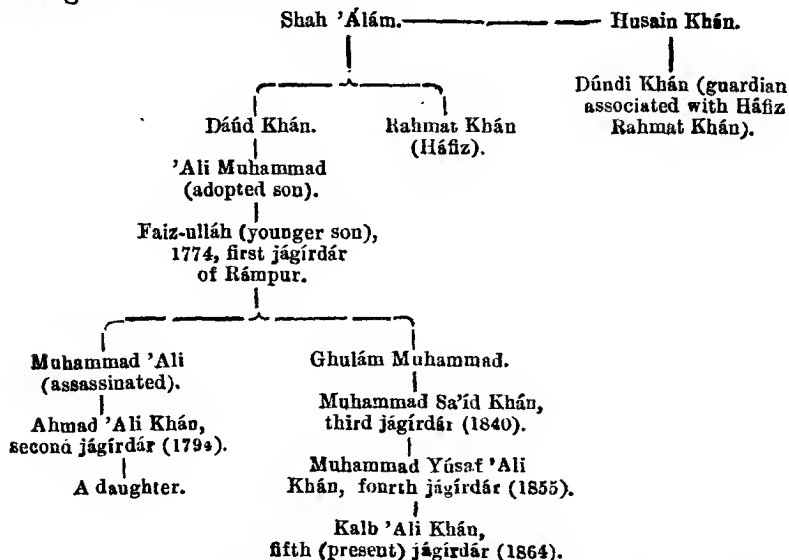 Shah ’Álám. Husain Khán.
Dúndi Khán (guardian
associated with Háfiz
Rahmat Khán).
Dáúd Khán. Rahmat Khán
(Háfiz).
’Ali Muhammad
(adopted son).
Faiz-ulláh (younger son),
1774, first jágírdár
of Rámpur.
Muhammad ’Ali
(assassinated).
Ahmad ’Ali Khán,
second jágírdár (1794).
A daughter.
Ghulám Muhammad.
Muhammad Sa’íd Khán,
third jágírdár (1840).
Muhammad Yúsaf ’Ali
Khán, fourth jágírdár (1855).
Kalb ’Ali Khán,
fifth (present) jágírdár (1864).